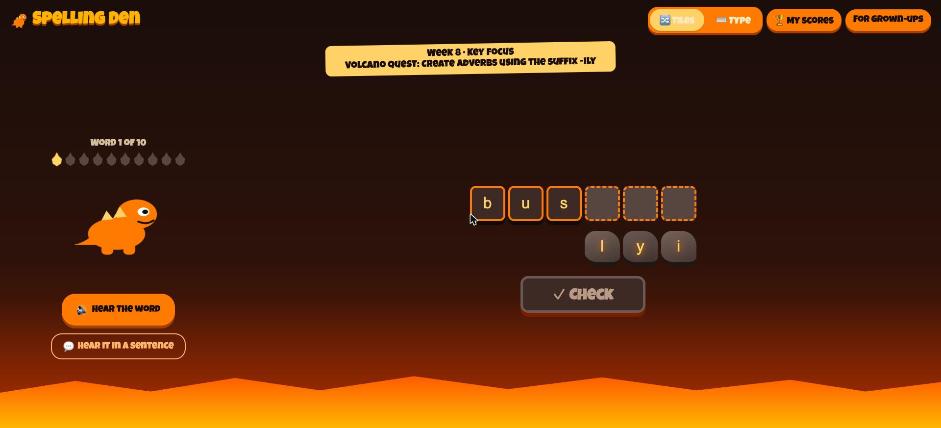 Spelling Den
Tiles
Type
My Scores
For Grown-Ups
Week 8 · Key Focus
Volcano Quest: Create adverbs using the suffix -ily
Word 1 of 10
b u s
l y i
✓ Check
Hear the word
Hear it in a sentence